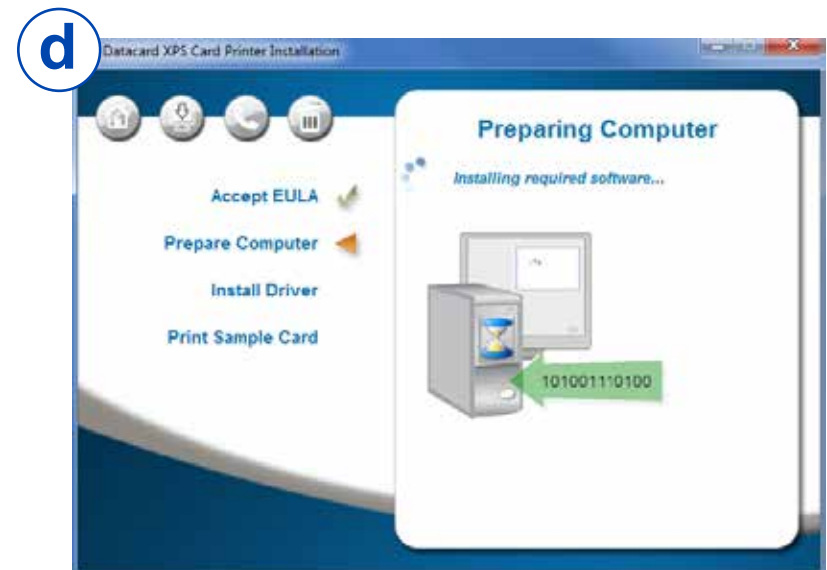 d
Datacard XPS Card Printer Installation
Preparing Computer
Installing required software...
Accept EULA
Prepare Computer
Install Driver
Print Sample Card
101001110100